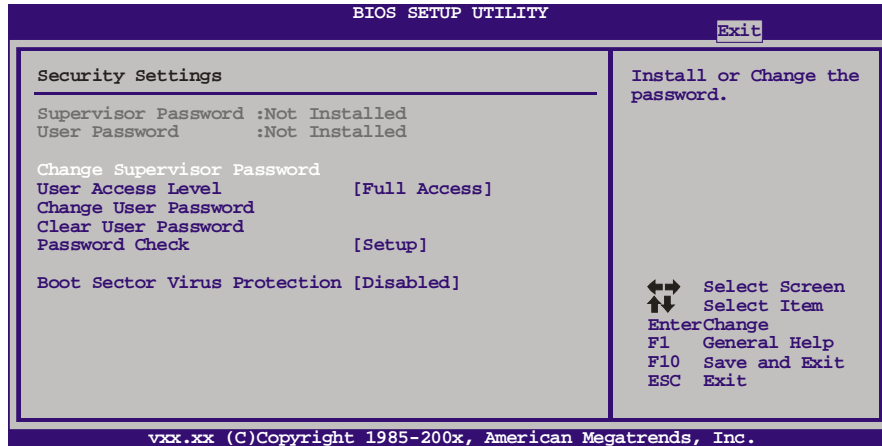 BIOS SETUP UTILITY
Exit
Security Settings
Supervisor Password :Not Installed
User Password :Not Installed
Change Supervisor Password
User Access Level [Full Access]
Change User Password
Clear User Password
Password Check [Setup]
Boot Sector Virus Protection [Disabled]
Install or Change the
password.
Select Screen
Select Item
EnterChange
F1 General Help
F10 Save and Exit
ESC Exit
vxx.xx (C)Copyright 1985-200x, American Megatrends, Inc.